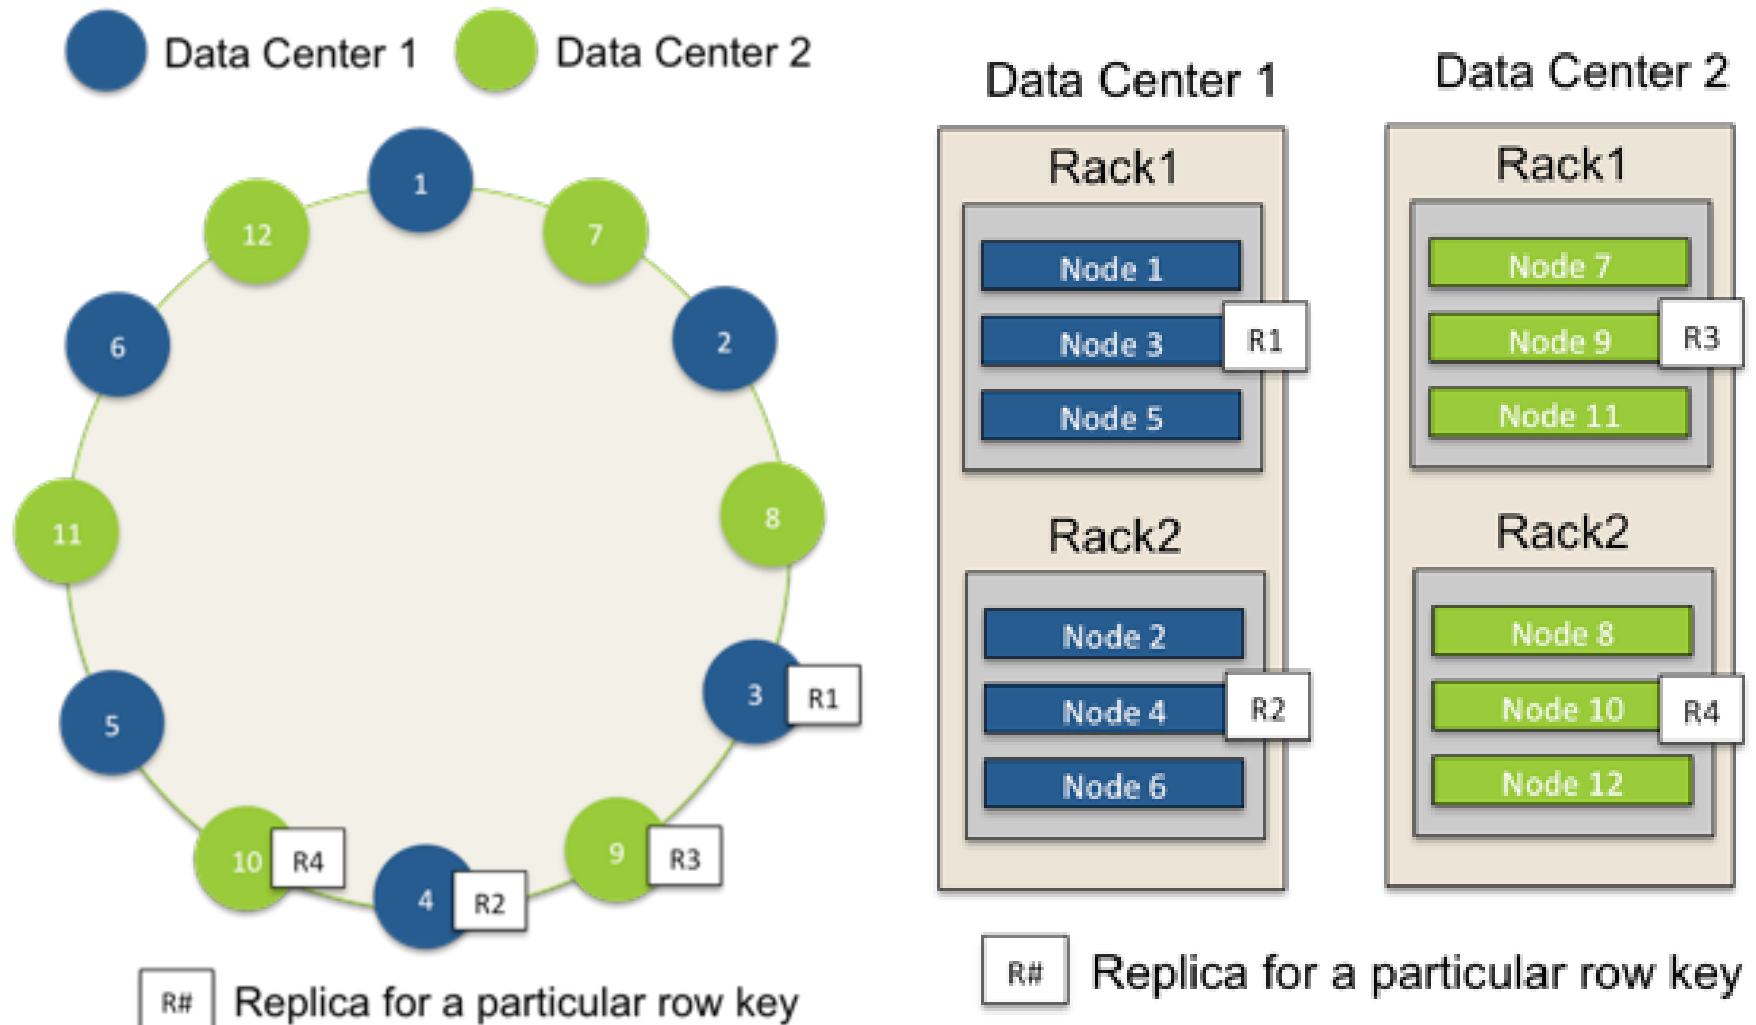 Data Center 1
Data Center 2
1
7
2
8
3
R1
9
R3
4
R2
10
R4
5
11
6
12
R#
Replica for a particular row key
Data Center 1
Rack1
Node 1
Node 3
R1
Node 5
Rack2
Node 2
Node 4
R2
Node 6
Data Center 2
Rack1
Node 7
Node 9
R3
Node 11
Rack2
Node 8
Node 10
R4
Node 12
R#
Replica for a particular row key